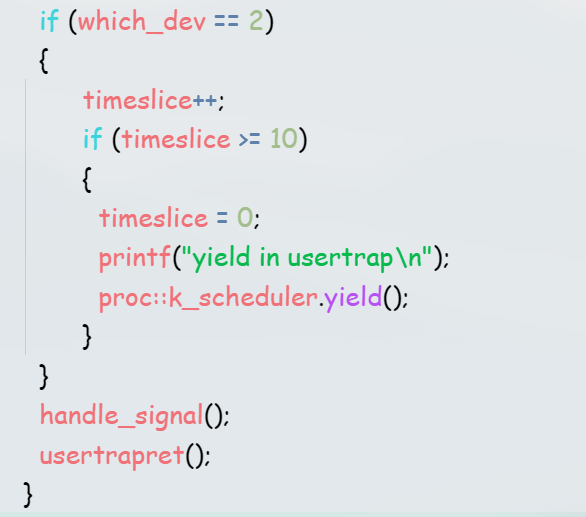 if (which_dev == 2)
{
timeslice++;
if (timeslice >= 10)
{
timeslice = 0;
printf("yield in usertrap\n");
proc::k_scheduler.yield();
}
}
handle_signal();
usertrapret();
}